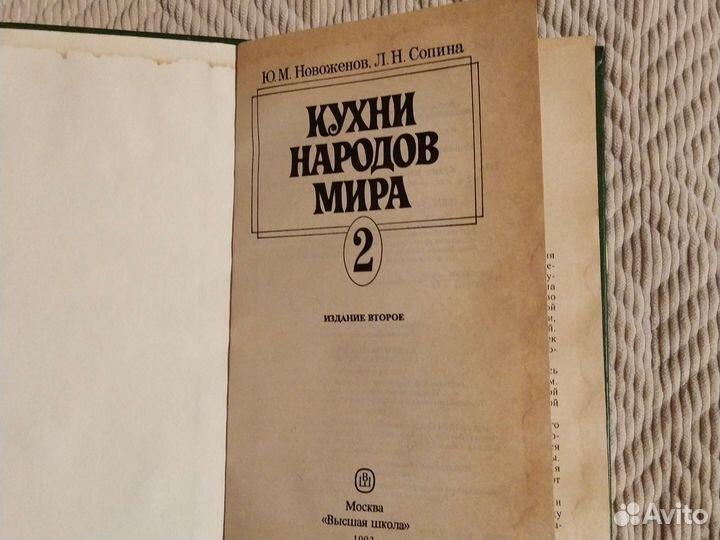 Ю. М. Новоженов, Л. Н. Сопина
КУХНИ
НАРОДОВ
МИРА
2
ИЗДАНИЕ ВТОРОЕ
Москва
«Высшая школа»
Avito